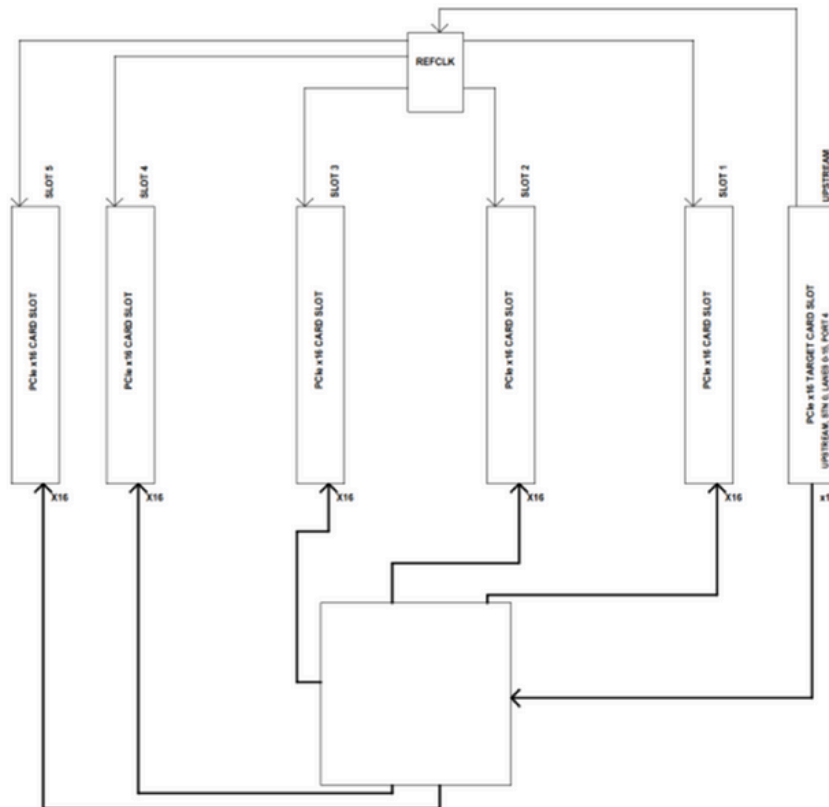 REFCLK
SLOT 5
SLOT 4
SLOT 3
SLOT 2
SLOT 1
UPSTREAM
PCIe x16 CARD SLOT
PCIe x16 CARD SLOT
PCIe x16 CARD SLOT
PCIe x16 CARD SLOT
PCIe x16 CARD SLOT
PCIe x16 TARGET CARD SLOT
UPSTREAM, STN 0, LANES 0-15, PORT 4
X16
X16
X16
X16
X16
x1